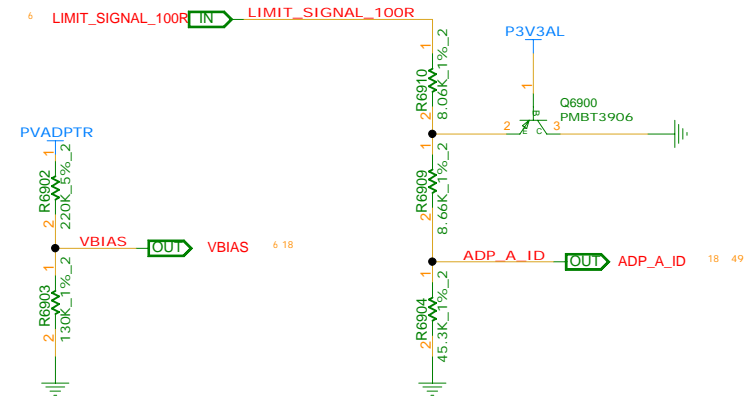 6 LIMIT_SIGNAL_100R IN LIMIT_SIGNAL_100R
P3V3AL
1
R6910
8.06K_1%_2
2
1
Q6900
PMBT3906
B
2 E C 3
PVADPTR
1
R6902
220K_5%_2
2
1
R6909
8.66K_1%_2
2
VBIAS OUT VBIAS 6 18
ADP_A_ID OUT ADP_A_ID 18 49
1
R6903
130K_1%_2
2
1
R6904
45.3K_1%_2
2